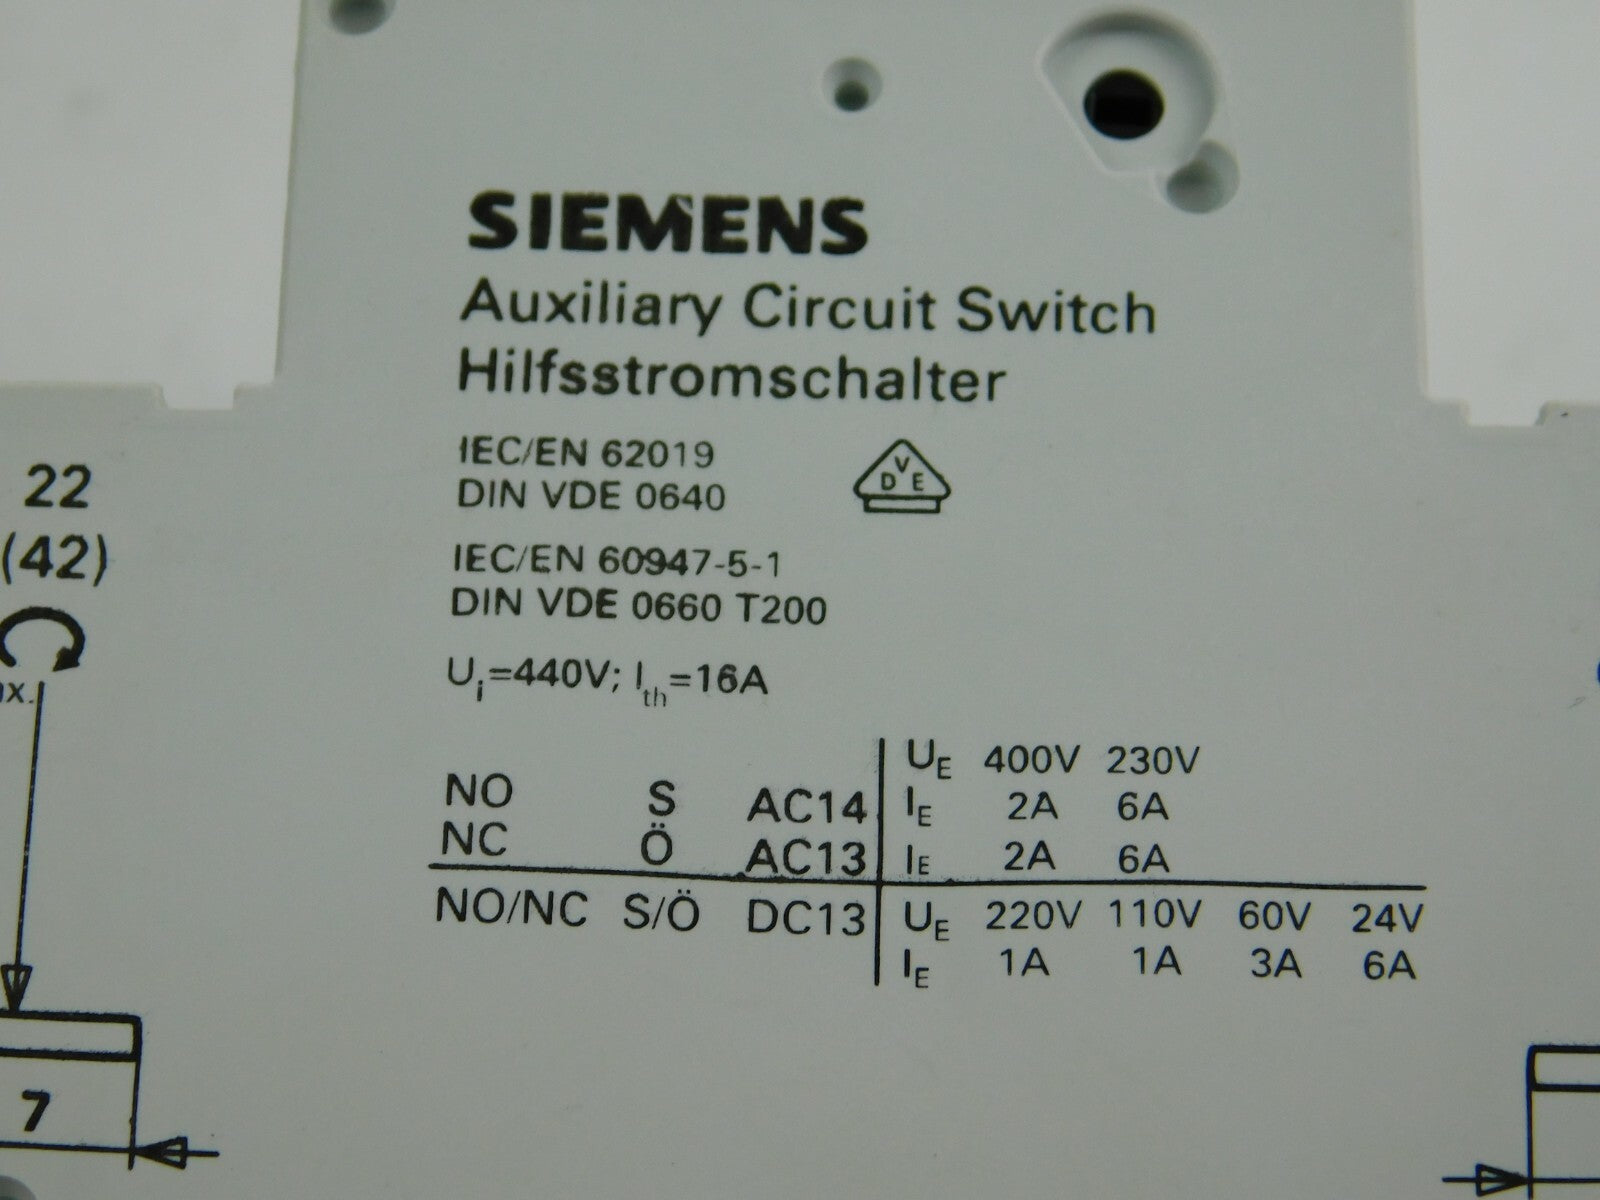 SIEMENS
Auxiliary Circuit Switch
Hilfsstromschalter
IEC/EN 62019
DIN VDE 0640
VDE
IEC/EN 60947-5-1
DIN VDE 0660 T200
Ui=440V; Ith=16A
UE 400V 230V
NO S AC14 IE 2A 6A
NC Ö AC13 IE 2A 6A
NO/NC S/Ö DC13 UE 220V 110V 60V 24V
IE 1A 1A 3A 6A
22
(42)
7